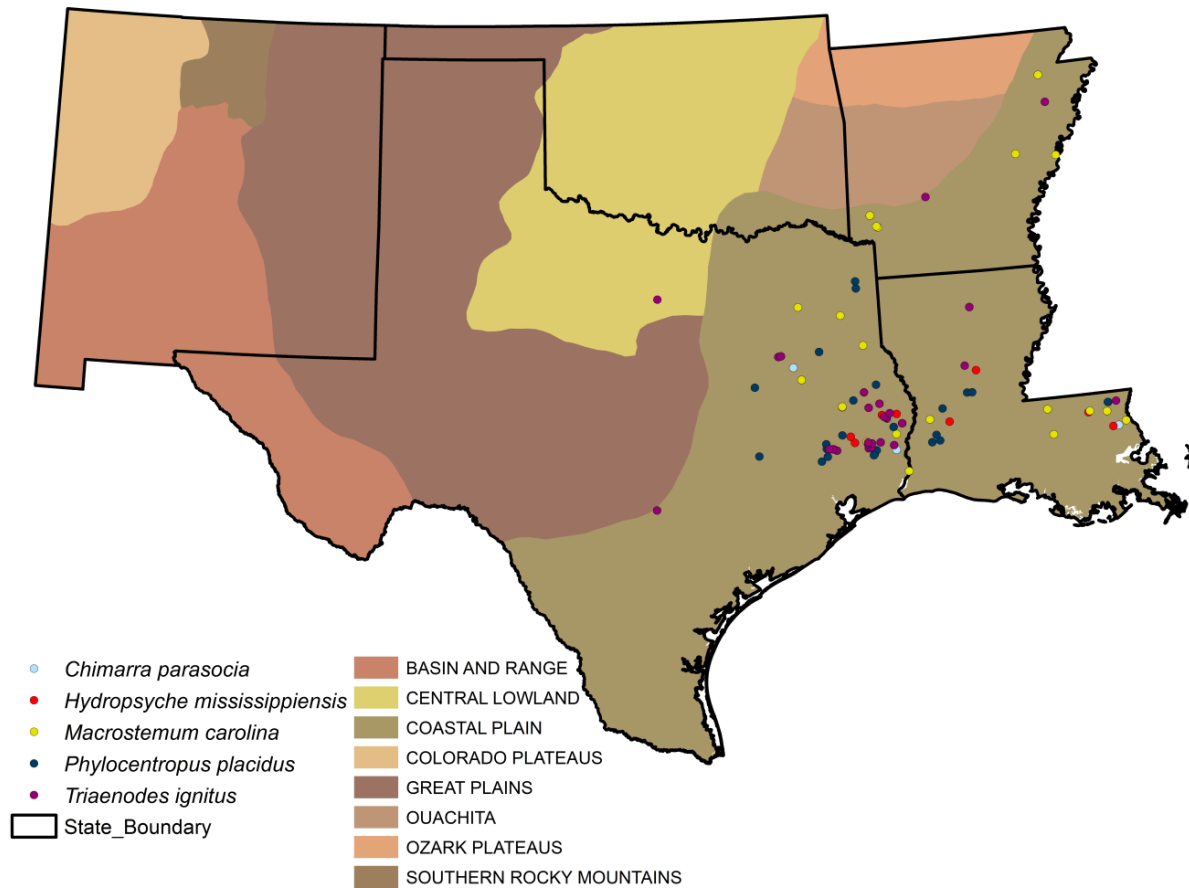 Chimarra parasocia
Hydropsyche mississippiensis
Macrostemum carolina
Phylocentropus placidus
Triaenodes ignitus
State_Boundary
BASIN AND RANGE
CENTRAL LOWLAND
COASTAL PLAIN
COLORADO PLATEAUS
GREAT PLAINS
OUACHITA
OZARK PLATEAUS
SOUTHERN ROCKY MOUNTAINS